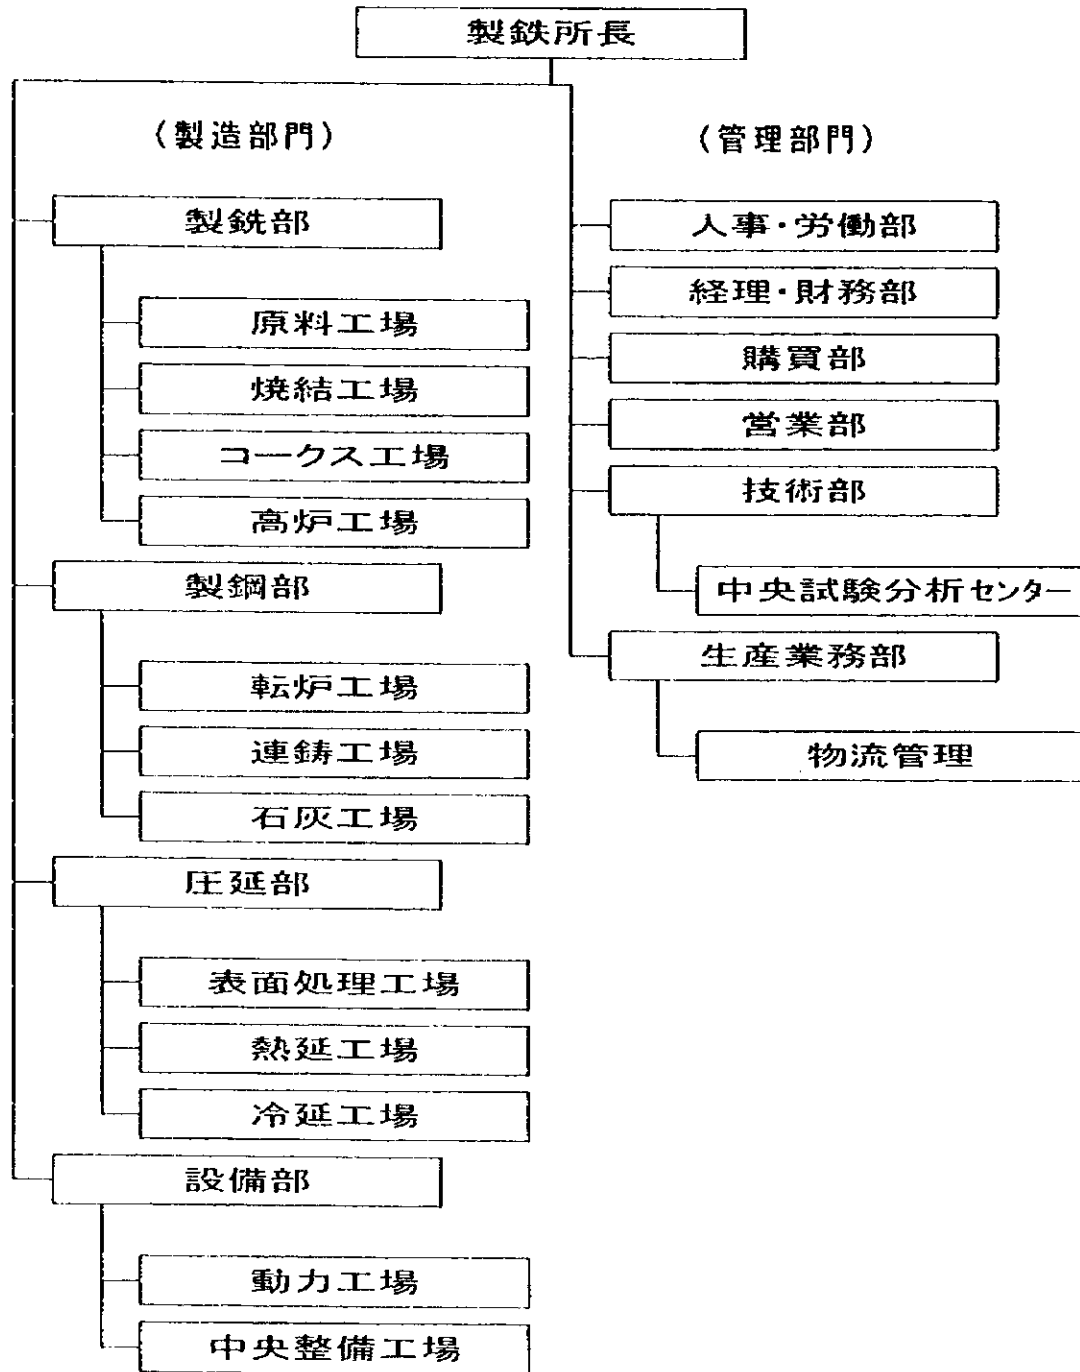 製鉄所長
(製造部門)
製銑部
原料工場
焼結工場
コークス工場
高炉工場
製鋼部
転炉工場
連鋳工場
石灰工場
圧延部
表面処理工場
熱延工場
冷延工場
設備部
動力工場
中央整備工場
(管理部門)
人事・労働部
経理・財務部
購買部
営業部
技術部
中央試験分析センター
生産業務部
物流管理